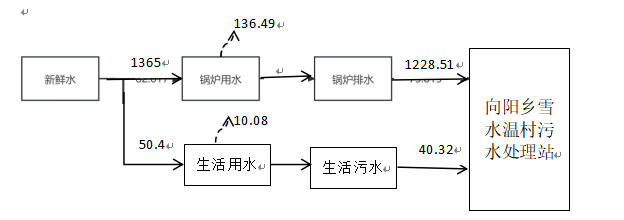 136.49
1365
1228.51
新鲜水
锅炉用水
锅炉排水
向阳乡雪
水温村污
水处理站
10.08
50.4
40.32
生活用水
生活污水